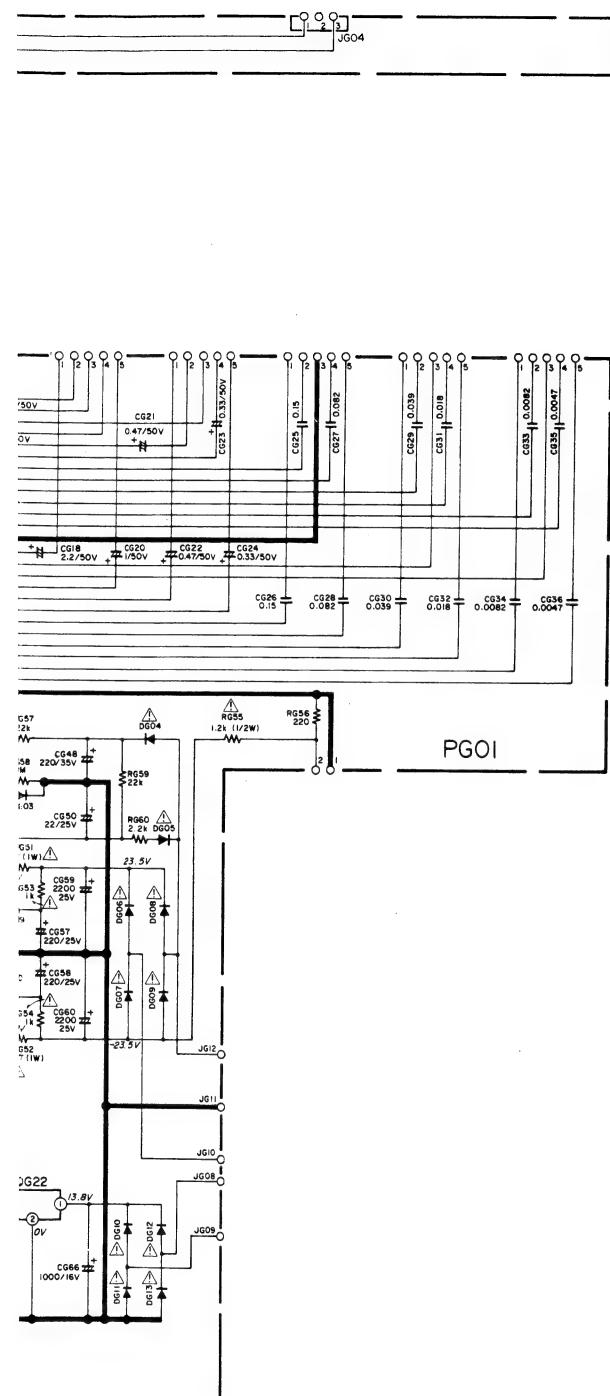 1 2 3
JG04
1 2 3 4 5
1 2 3 4 5
1 2 3 4 5
1 2 3 4 5
1 2 3 4 5
/50V
CG21
0.47/50V
CG23 0.33/50V
CG25 0.15
CG27 0.082
CG29 0.039
CG31 0.018
CG33 0.0082
CG35 0.0047
CG18
2.2/50V
CG20
1/50V
CG22
0.47/50V
CG24
0.33/50V
CG26
0.15
CG28
0.082
CG30
0.039
CG32
0.018
CG34
0.0082
CG36
0.0047
DG04
RG55
1.2k (1/2W)
RG56
220
PG01
2 1
CG48
220/35V
RG59
22k
CG50
22/25V
RG60
2.2k
DG05
(1W)
23.5V
CG59
2200
25V
1k
DG06
DG08
CG57
220/25V
CG58
220/25V
DG07
DG09
1k
CG60
2200
25V
-23.5V
(1W)
JG12
JG11
JG10
JG08
JG09
1
13.8V
2
0V
DG10
DG12
CG66
1000/16V
DG11
DG13